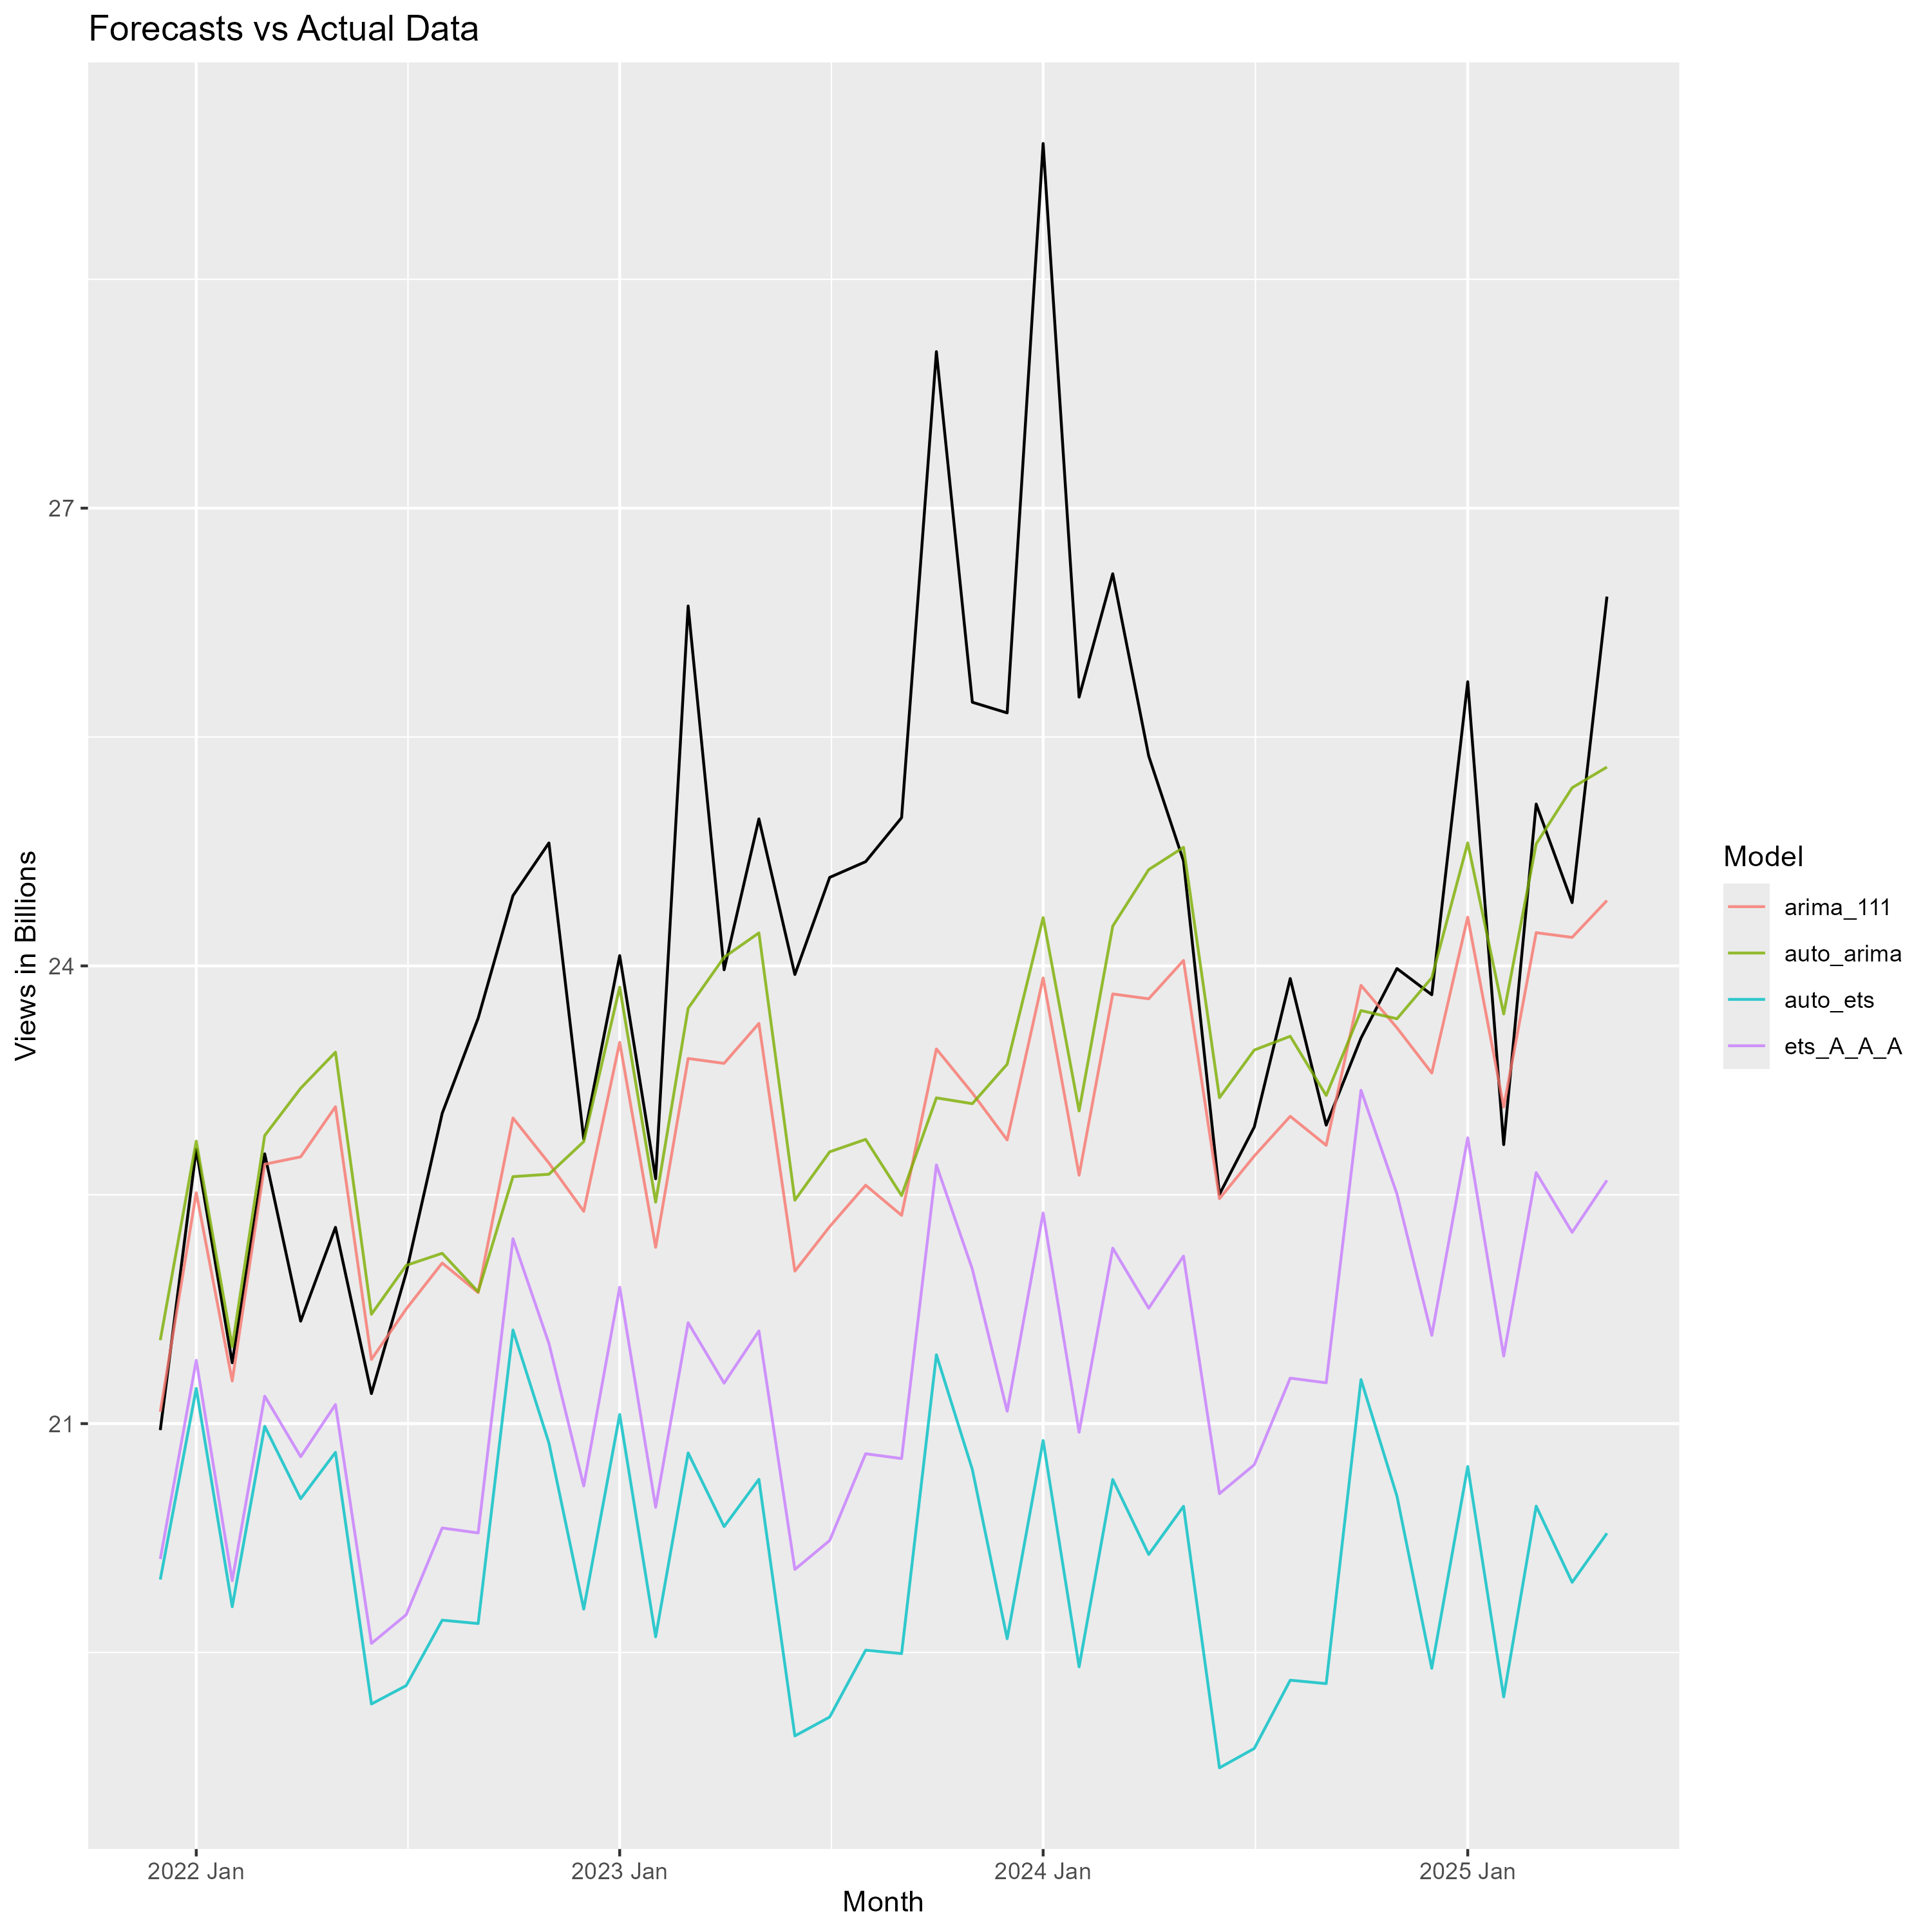 Forecasts vs Actual Data
Views in Billions
27
24
21
2022 Jan
2023 Jan
2024 Jan
2025 Jan
Month
Model
arima_111
auto_arima
auto_ets
ets_A_A_A